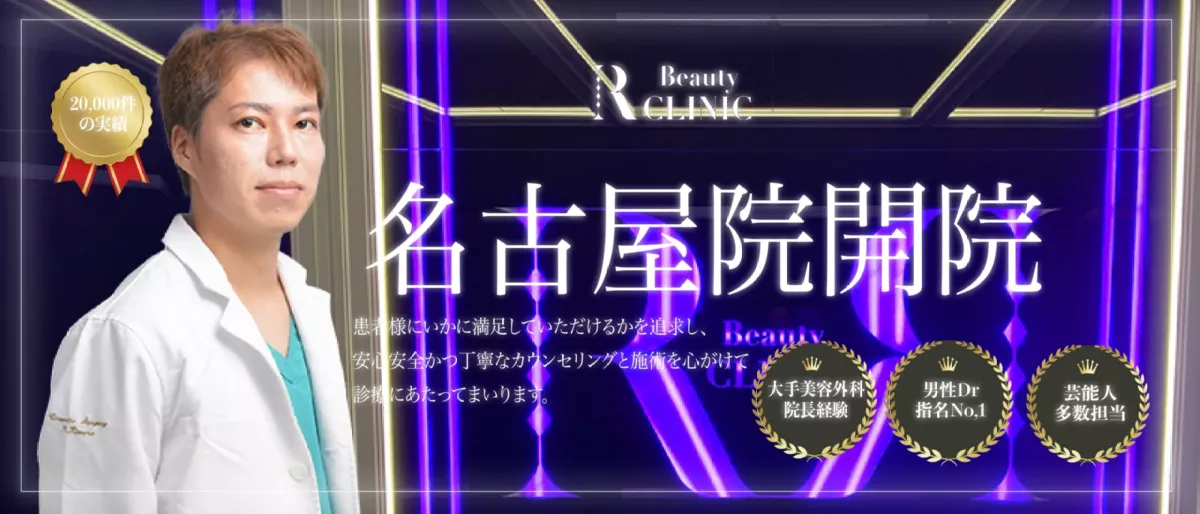 20,000件
の実績
Beauty
R CLINIC
名古屋院開院
患者様にいかに満足していただけるかを追求し、
安心安全かつ丁寧なカウンセリングと施術を心がけて
診療にあたってまいります。
Beauty
大手美容外科
院長経験
男性Dr
指名No,1
芸能人
多数担当